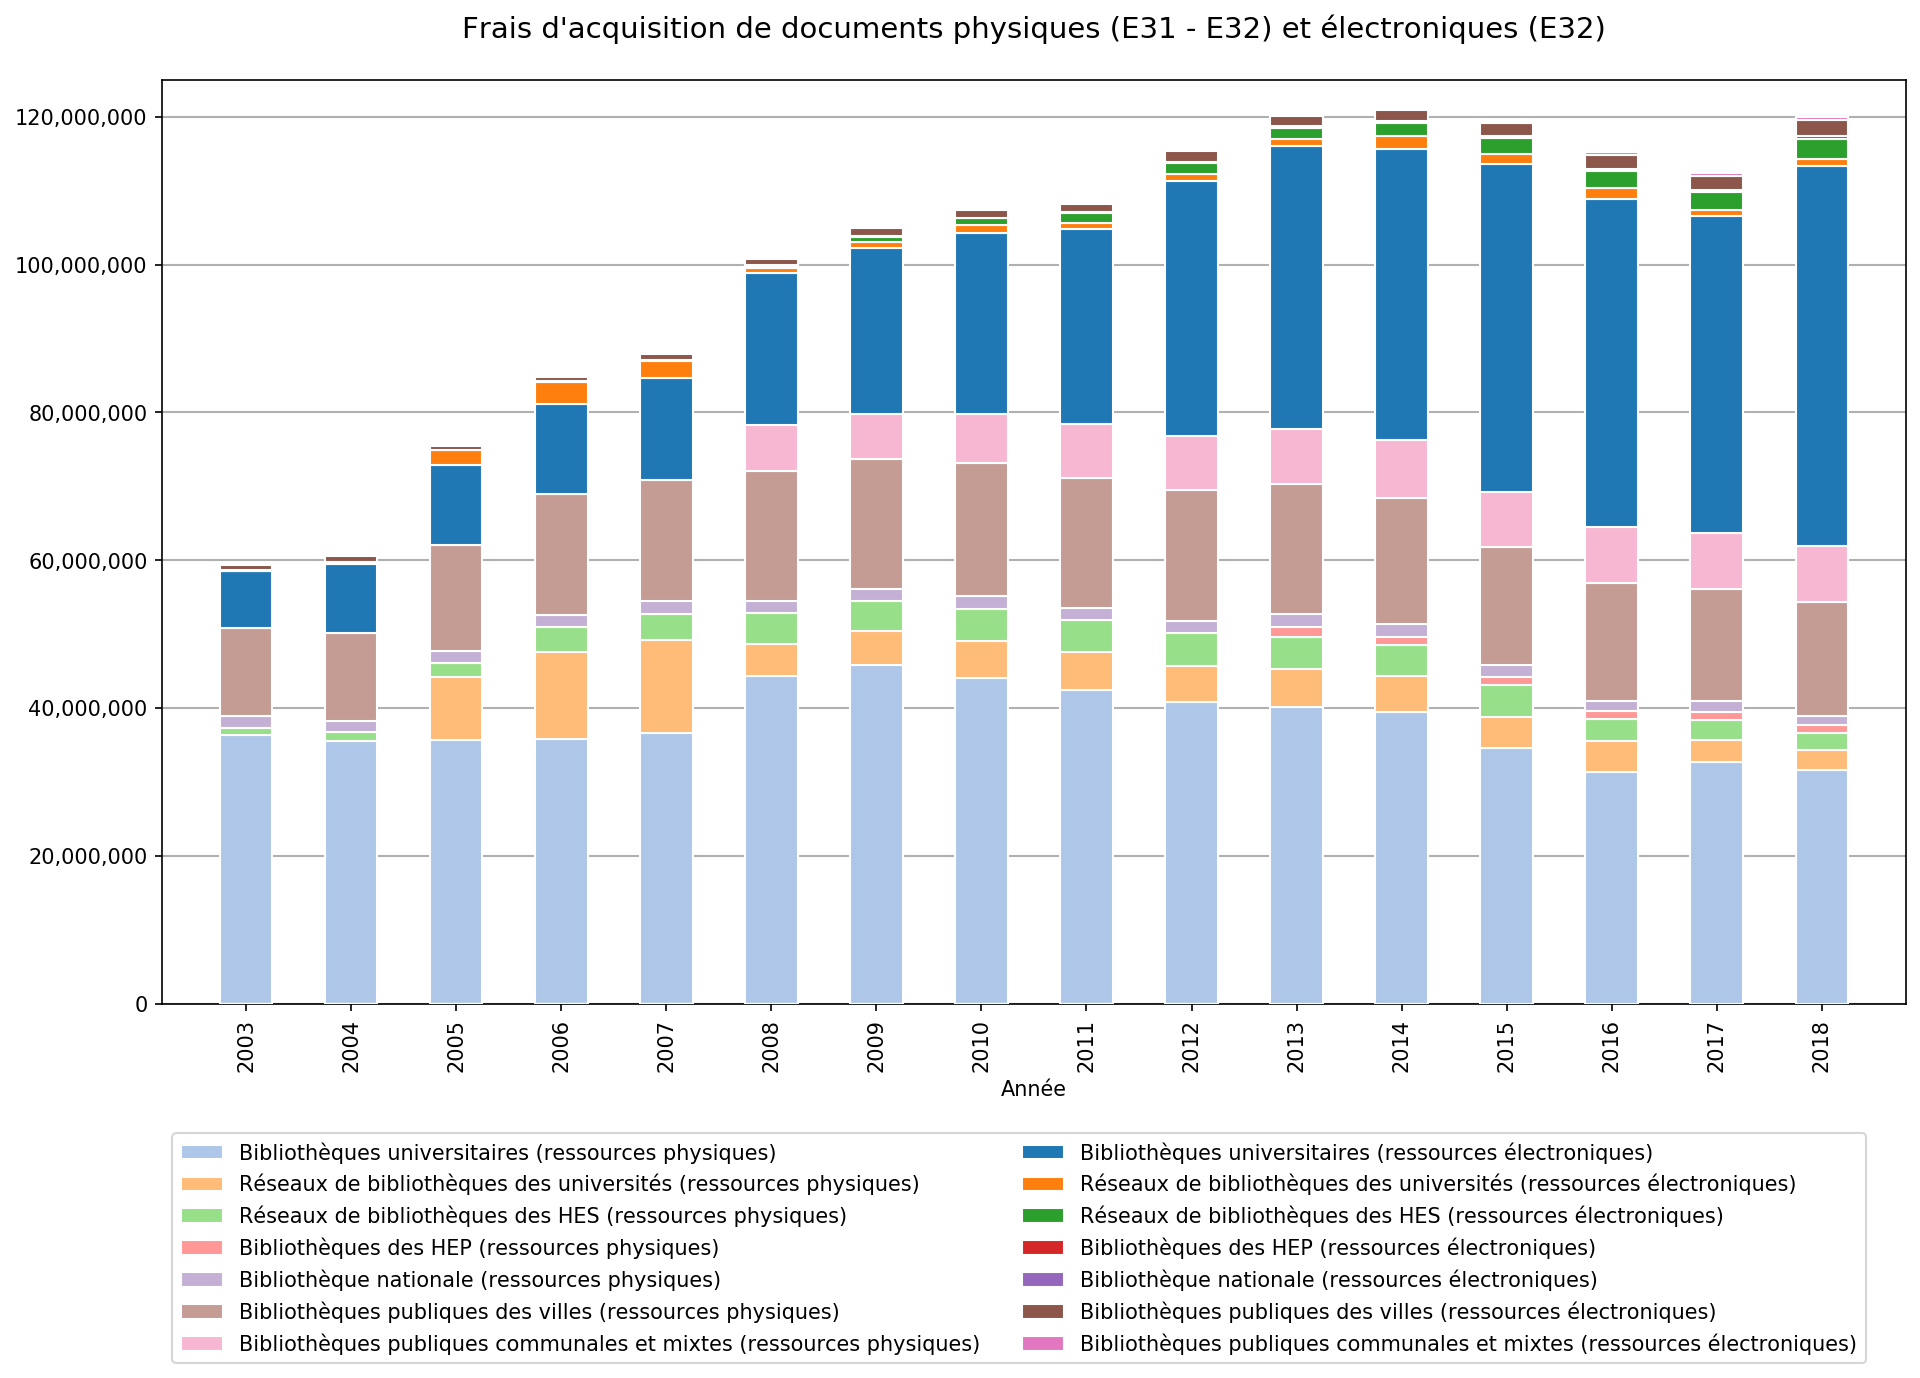 Frais d'acquisition de documents physiques (E31 - E32) et électroniques (E32)
120,000,000
100,000,000
80,000,000
60,000,000
40,000,000
20,000,000
0
2003
2004
2005
2006
2007
2008
2009
2010
2011
2012
2013
2014
2015
2016
2017
2018
Année
Bibliothèques universitaires (ressources physiques)
Réseaux de bibliothèques des universités (ressources physiques)
Réseaux de bibliothèques des HES (ressources physiques)
Bibliothèques des HEP (ressources physiques)
Bibliothèque nationale (ressources physiques)
Bibliothèques publiques des villes (ressources physiques)
Bibliothèques publiques communales et mixtes (ressources physiques)
Bibliothèques universitaires (ressources électroniques)
Réseaux de bibliothèques des universités (ressources électroniques)
Réseaux de bibliothèques des HES (ressources électroniques)
Bibliothèques des HEP (ressources électroniques)
Bibliothèque nationale (ressources électroniques)
Bibliothèques publiques des villes (ressources électroniques)
Bibliothèques publiques communales et mixtes (ressources électroniques)